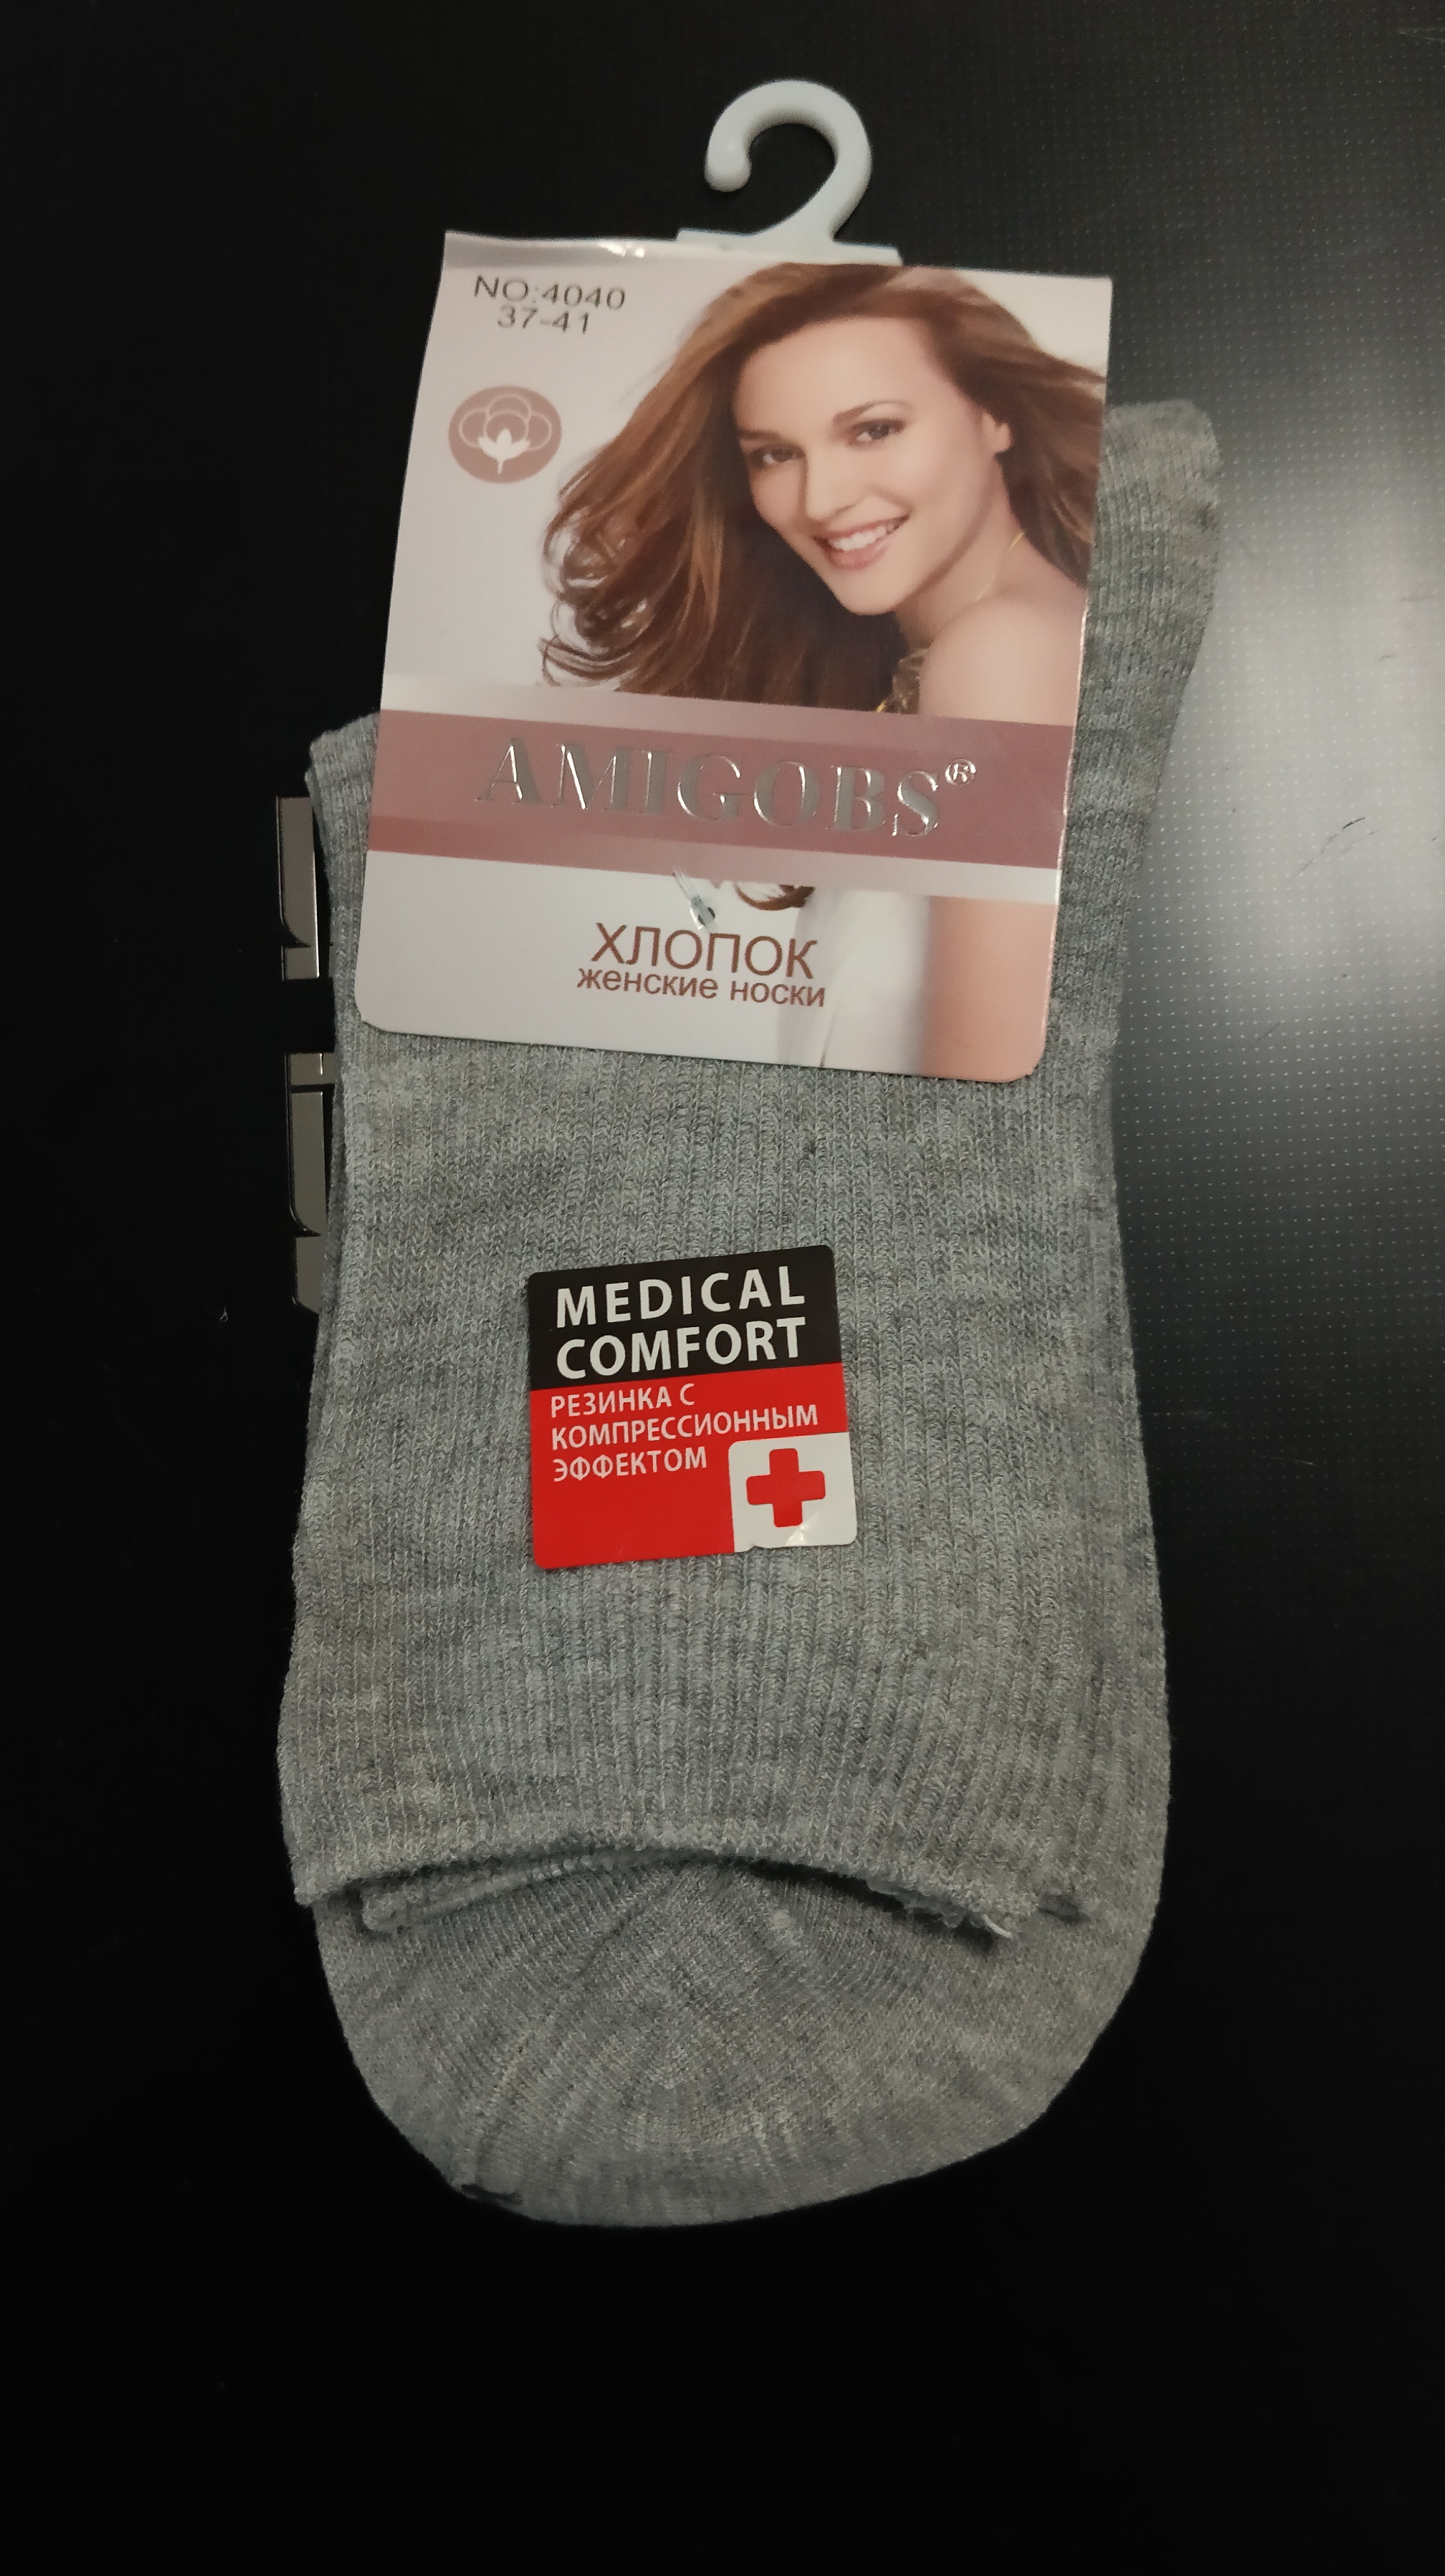 NO:4040
37-41
AMIGOBS®
ХЛОПОК
женские носки
MEDICAL
COMFORT
РЕЗИНКА С
КОМПРЕССИОННЫМ
ЭФФЕКТОМ